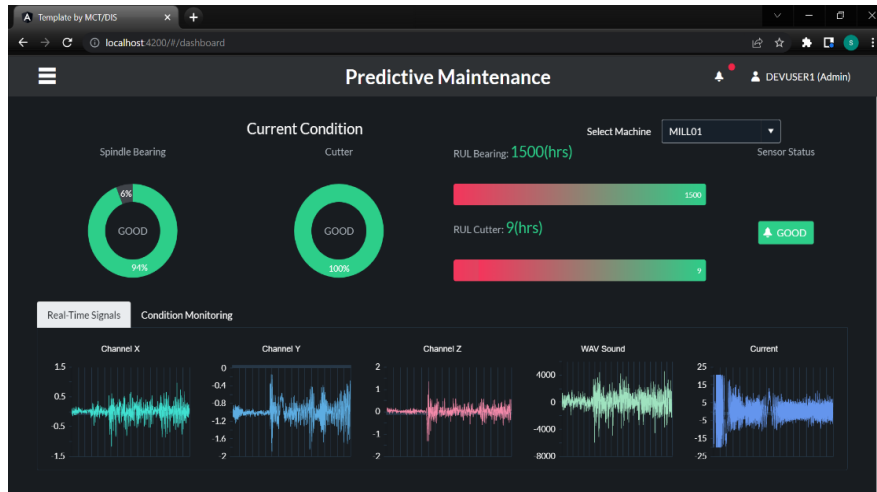 Template by MCT/DIS
localhost:4200/#/dashboard
S
Predictive Maintenance
DEVUSER1 (Admin)
Current Condition
Select Machine MILL01
Spindle Bearing
Cutter
RUL Bearing: 1500(hrs)
Sensor Status
6%
GOOD
94%
GOOD
100%
1500
RUL Cutter: 9(hrs)
9
GOOD
Real-Time Signals
Condition Monitoring
Channel X
1.5
0.5
-0.5
-1.5
Channel Y
0
-0.4
-0.8
-1.2
-1.6
-2
Channel Z
2
1
0
-1
-2
WAV Sound
4000
0
-4000
-8000
Current
25
15
5
-5
-15
-25